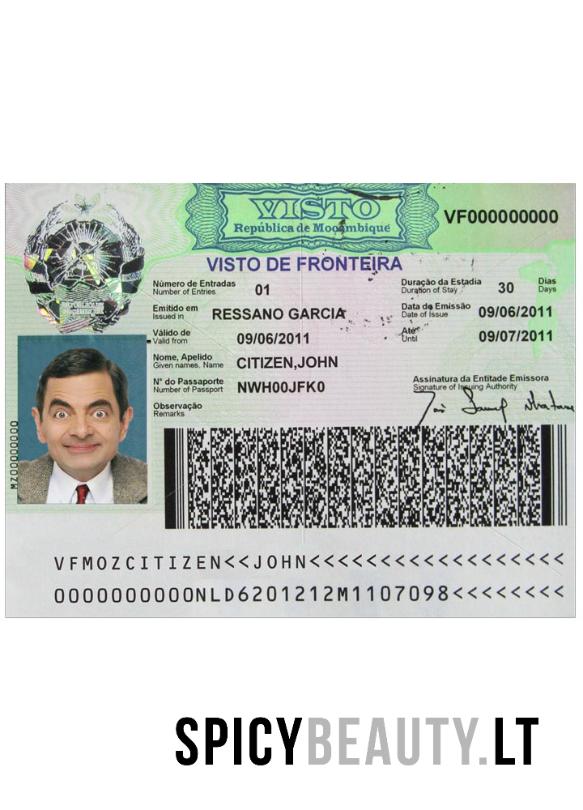 VISTO
República de Moçambique
VF000000000
VISTO DE FRONTEIRA
Número de Entradas
Number of Entries
01
Duração da Estadia
Duration of Stay
30
Dias
Days
Emitido em
Issued in
RESSANO GARCIA
Data de Emissão
Date of Issue
09/06/2011
Válido de
Valid from
09/06/2011
Até
Until
09/07/2011
Nome, Apelido
Given names, Name
CITIZEN,JOHN
N° do Passaporte
Number of Passport
NWH00JFK0
Assinatura da Entitade Emissora
Signature of Issuing Authority
Observação
Remarks
MZ00000000
VFMOZCITIZEN<<JOHN<<<<<<<<<<<<<<<<<<
0000000000NLD6201212M1107098<<<<<<<<
SPICYBEAUTY.LT